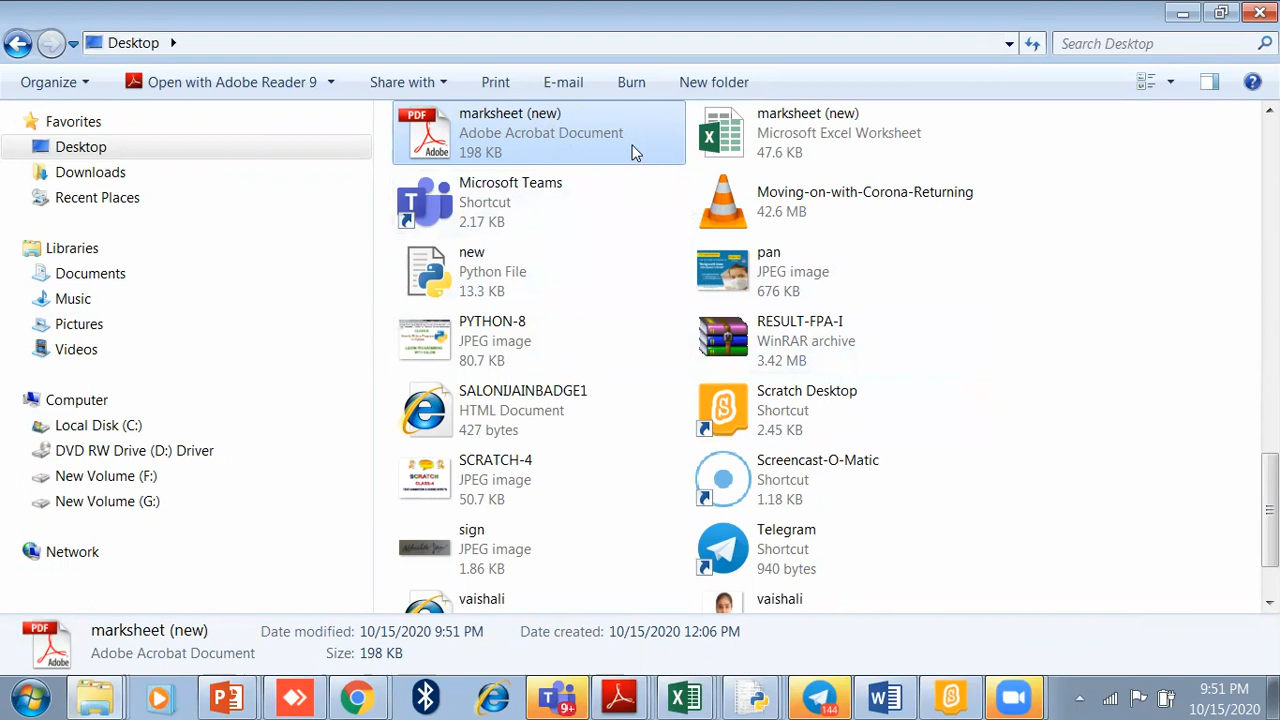 Desktop
Search Desktop
Organize
Open with Adobe Reader 9
Share with
Print
E-mail
Burn
New folder
Favorites
Desktop
Downloads
Recent Places
Libraries
Documents
Music
Pictures
Videos
Computer
Local Disk (C:)
DVD RW Drive (D:) Driver
New Volume (F:)
New Volume (G:)
Network
PDF
Adobe
marksheet (new)
Adobe Acrobat Document
198 KB
marksheet (new)
Microsoft Excel Worksheet
47.6 KB
Microsoft Teams
Shortcut
2.17 KB
Moving-on-with-Corona-Returning
42.6 MB
new
Python File
13.3 KB
pan
JPEG image
676 KB
PYTHON-8
JPEG image
80.7 KB
RESULT-FPA-1
WinRAR archive
3.42 MB
SALONIJAINBADGE1
HTML Document
427 bytes
Scratch Desktop
Shortcut
2.45 KB
SCRATCH
SCRATCH-4
JPEG image
50.7 KB
Screencast-O-Matic
Shortcut
1.18 KB
sign
JPEG image
1.86 KB
Telegram
Shortcut
940 bytes
vaishali
vaishali
PDF
Adobe
marksheet (new)
Adobe Acrobat Document
Date modified: 10/15/2020 9:51 PM
Size: 198 KB
Date created: 10/15/2020 12:06 PM
9+
144
9:51 PM
10/15/2020